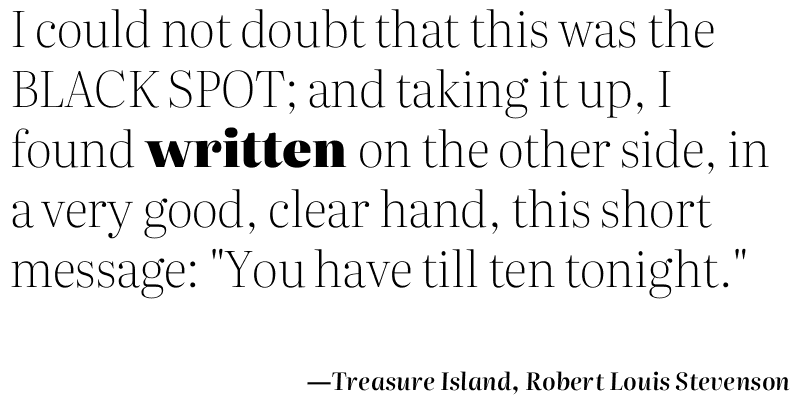 I could not doubt that this was the
BLACK SPOT; and taking it up, I
found written on the other side, in
a very good, clear hand, this short
message: "You have till ten tonight."
—Treasure Island, Robert Louis Stevenson